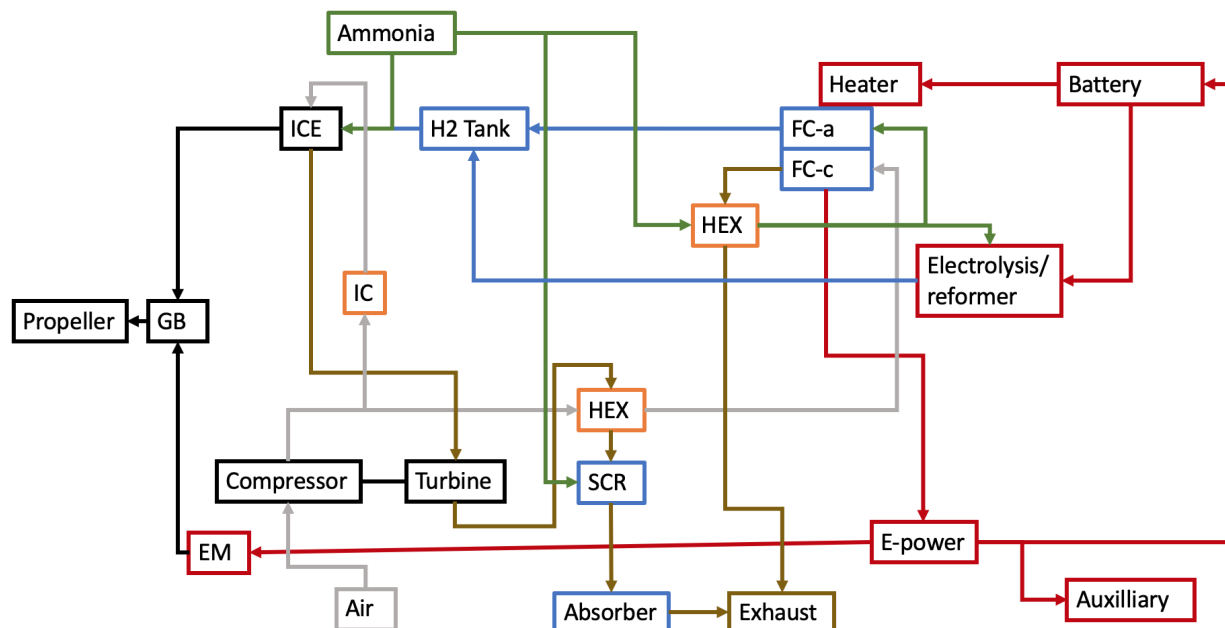 Ammonia
Heater
Battery
ICE
H2 Tank
FC-a
FC-c
HEX
Electrolysis/
reformer
IC
Propeller
GB
HEX
Compressor
Turbine
SCR
EM
E-power
Air
Absorber
Exhaust
Auxilliary